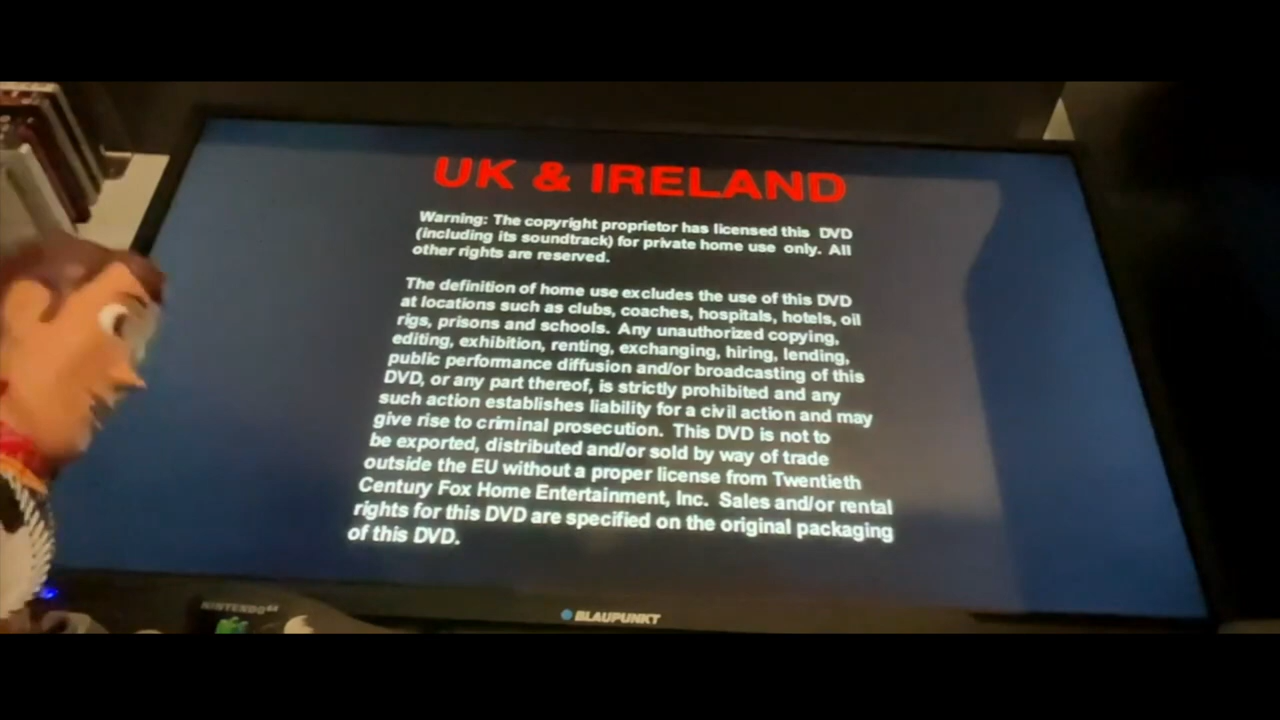 UK & IRELAND
Warning: The copyright proprietor has licensed this DVD
(including its soundtrack) for private home use only. All
other rights are reserved.
The definition of home use excludes the use of this DVD
at locations such as clubs, coaches, hospitals, hotels, oil
rigs, prisons and schools. Any unauthorized copying,
editing, exhibition, renting, exchanging, hiring, lending,
public performance diffusion and/or broadcasting of this
DVD, or any part thereof, is strictly prohibited and any
such action establishes liability for a civil action and may
give rise to criminal prosecution. This DVD is not to
be exported, distributed and/or sold by way of trade
outside the EU without a proper license from Twentieth
Century Fox Home Entertainment, Inc. Sales and/or rental
rights for this DVD are specified on the original packaging
of this DVD.
NINTENDO 64
BLAUPUNKT